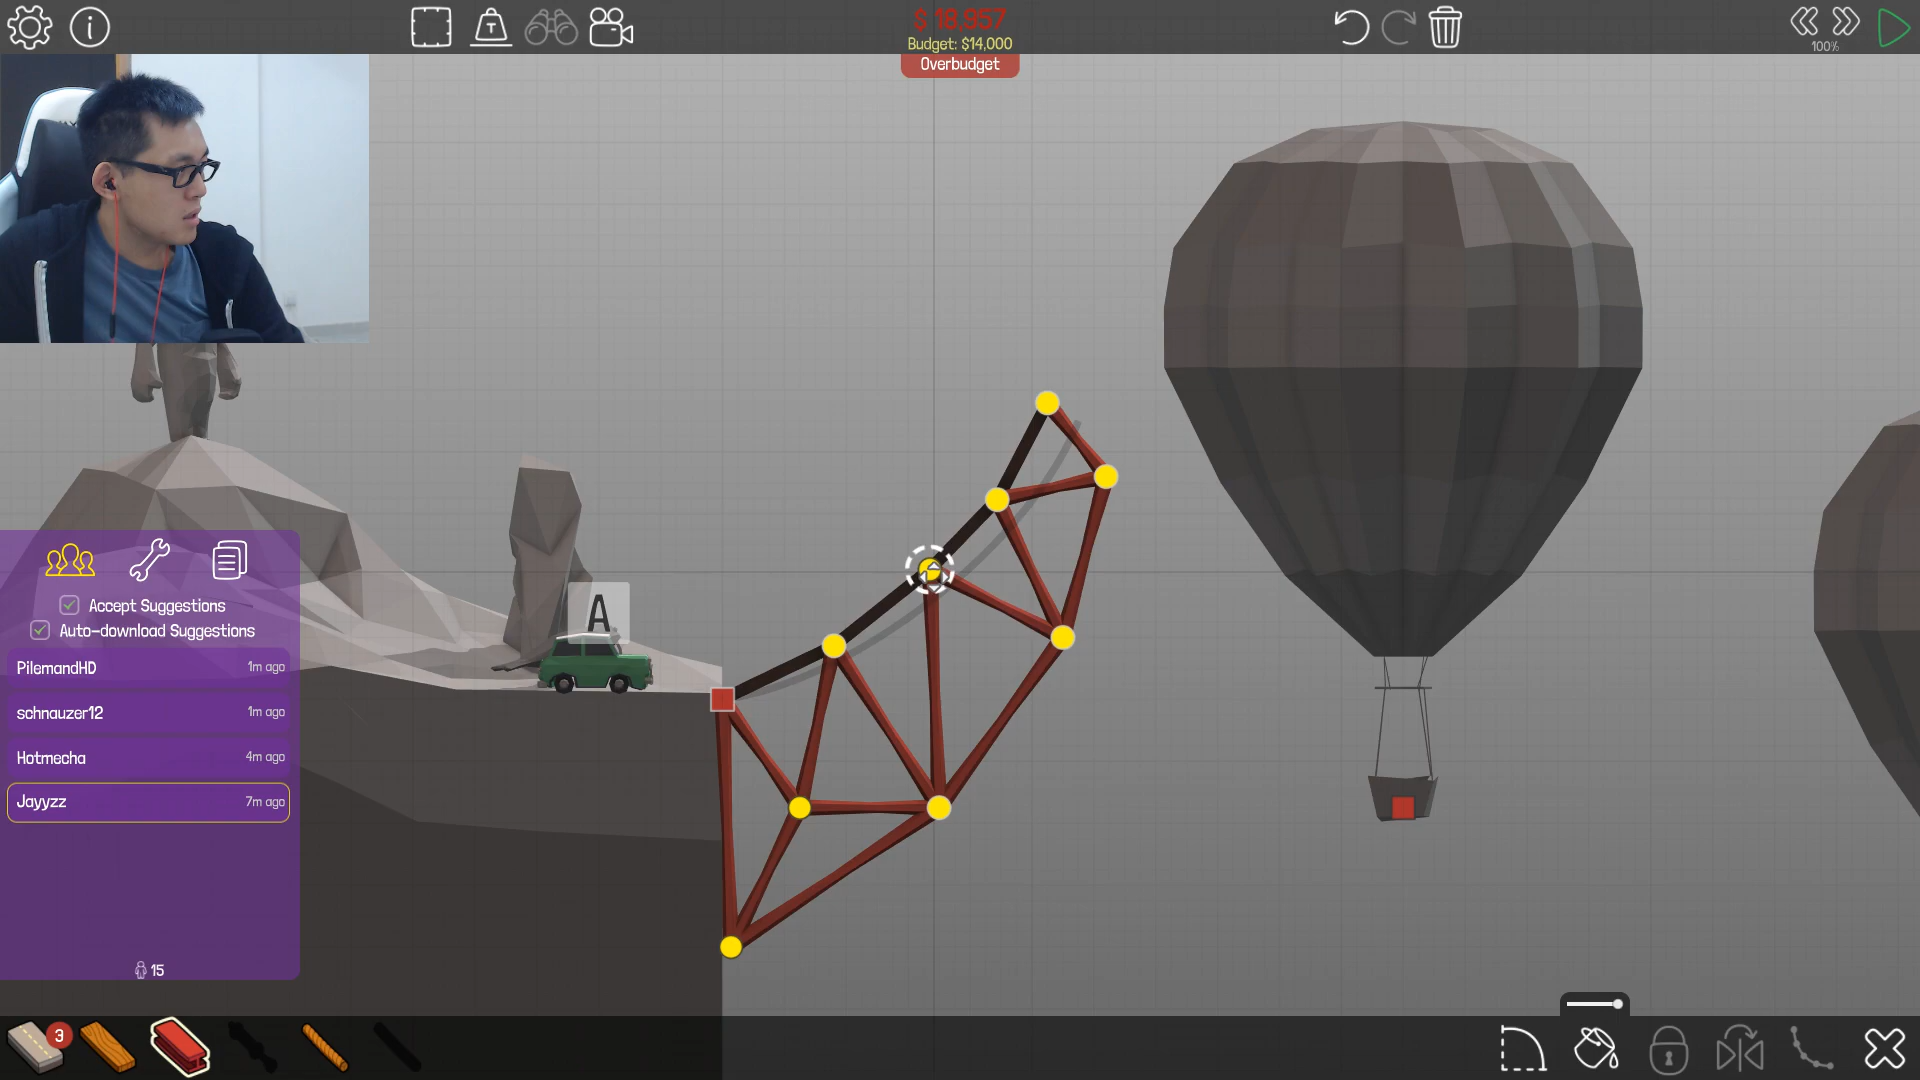 $ 18,957
Budget: $14,000
Overbudget
100%
A
Accept Suggestions
Auto-download Suggestions
PilemandHD 1m ago
schnauzer12 1m ago
Hotmecha 4m ago
Jayyzz 7m ago
15
3